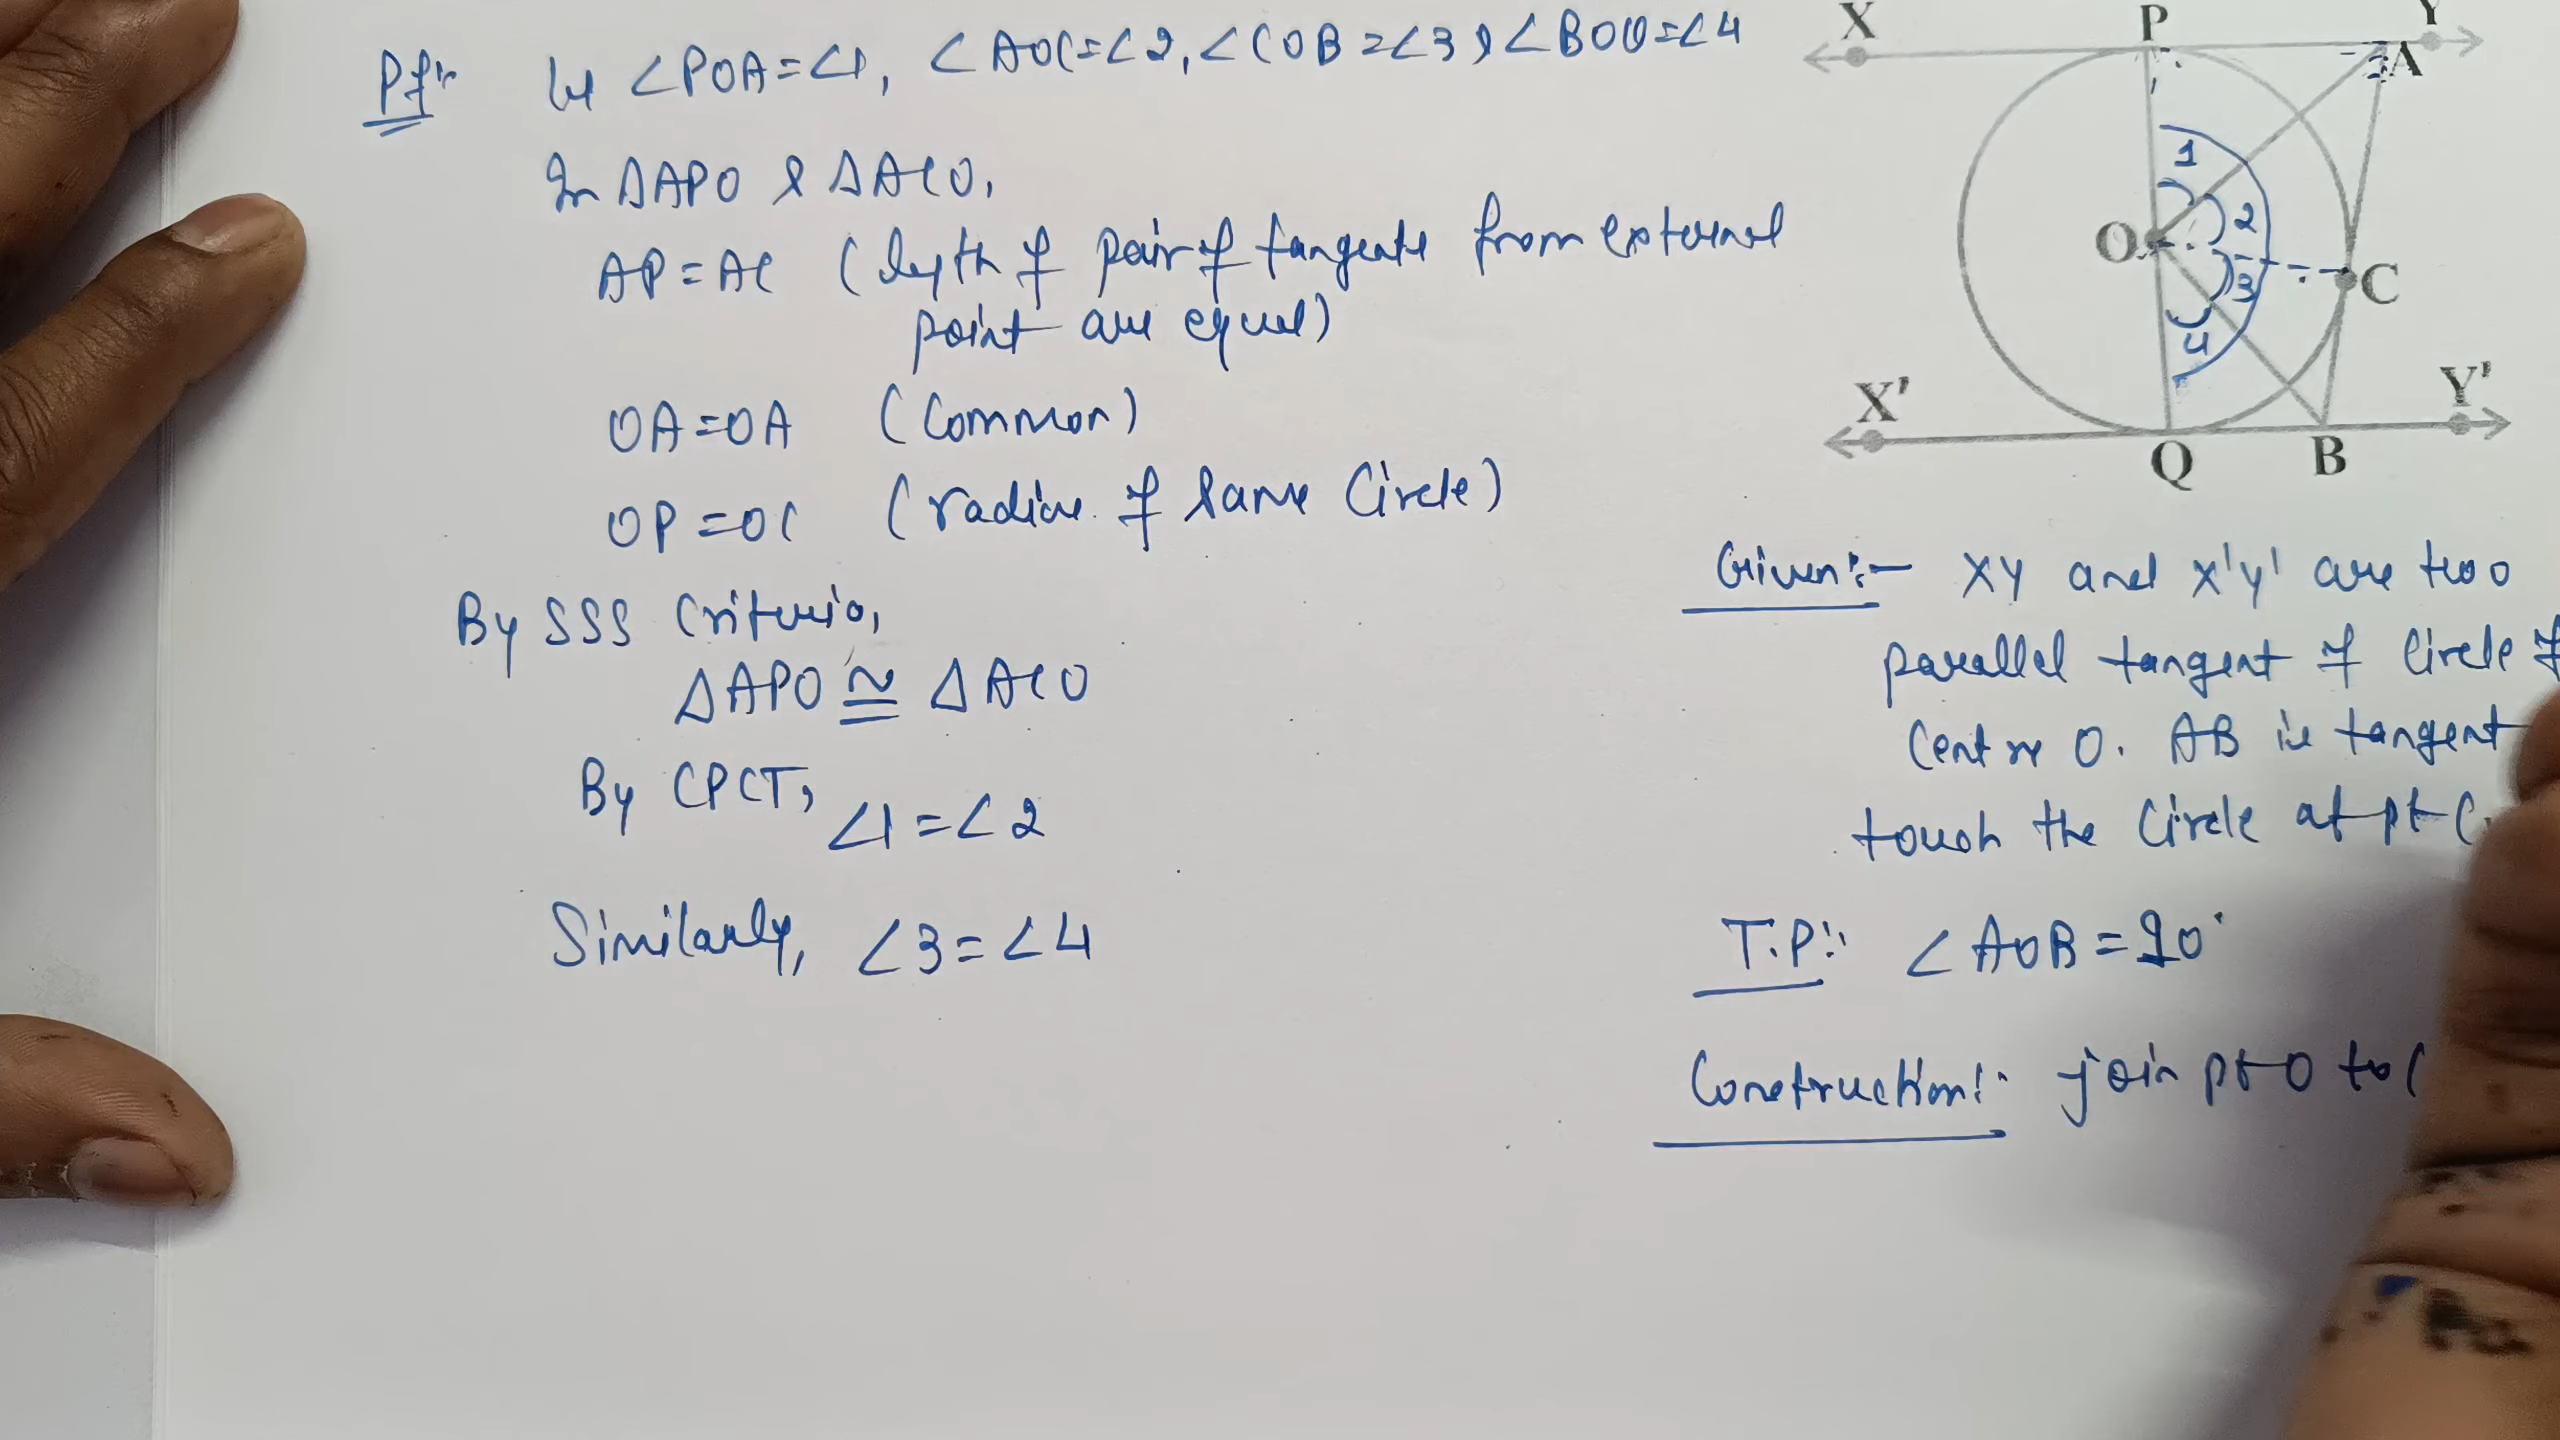 Pf:- let ∠POA=∠1, ∠AOC=∠2, ∠COB=∠3 & ∠BOQ=∠4
In ΔAPO & ΔACO,
AP=AC (length of pair of tangents from external
point are equal)
OA=OA (Common)
OP=OC (radius of same Circle)
By SSS Criteria,
ΔAPO ≅ ΔACO
By CPCT, ∠1=∠2
Similarly, ∠3=∠4
X P Y
A
1
2
O
3
C
4
X' Y'
Q B
Given:- XY and X'Y' are two
parallel tangent of Circle of
Centre O. AB is tangent
touch the Circle at pt C.
T.P:- ∠AOB=90°
Construction:- join pt O to C